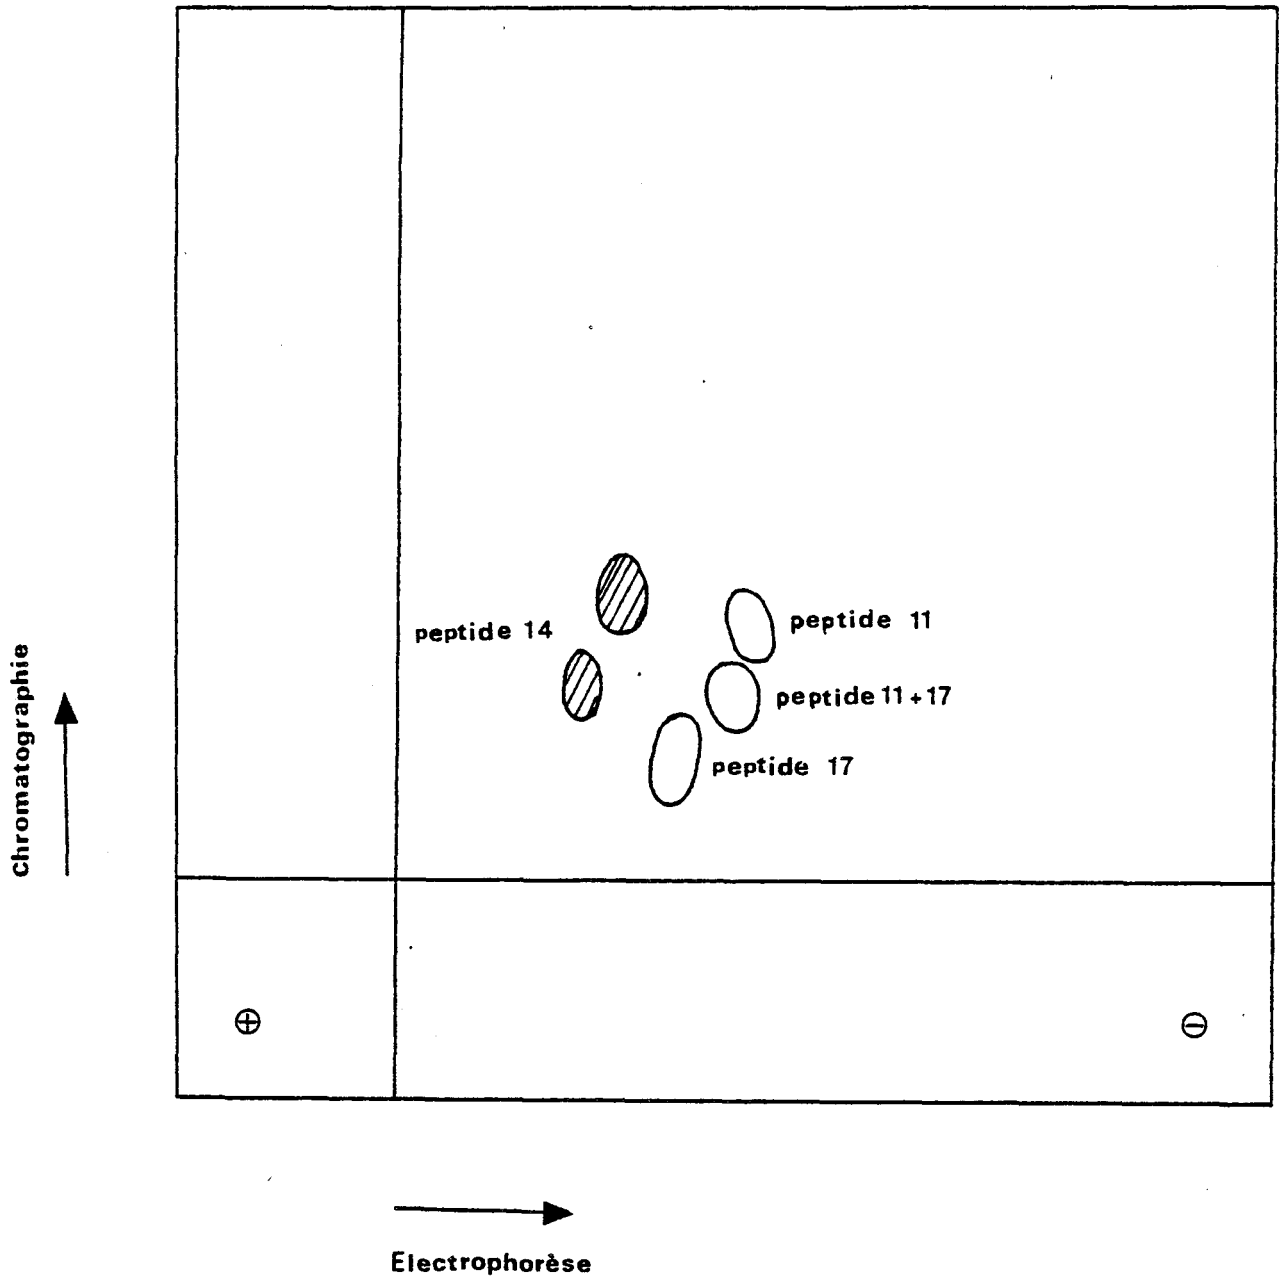 peptide 11
peptide 14
peptide 11 + 17
peptide 17
Chromatographie
⊕
⊖
Electrophorèse